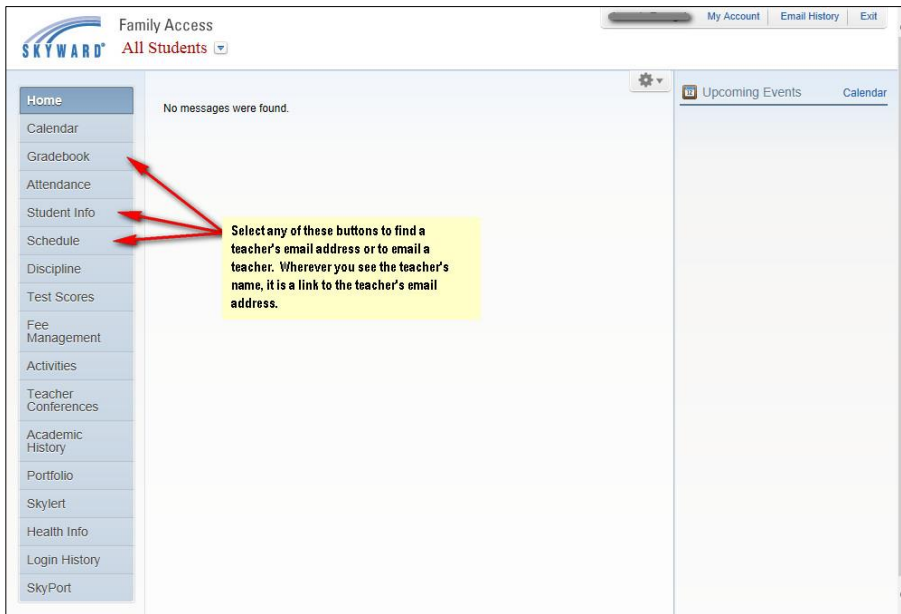 Family Access
My Account Email History Exit
SKYWARD®
All Students
Home
Calendar
Gradebook
Attendance
Student Info
Schedule
Discipline
Test Scores
Fee
Management
Activities
Teacher
Conferences
Academic
History
Portfolio
Skylert
Health Info
Login History
SkyPort
No messages were found.
Select any of these buttons to find a
teacher's email address or to email a
teacher. Wherever you see the teacher's
name, it is a link to the teacher's email
address.
Upcoming Events Calendar